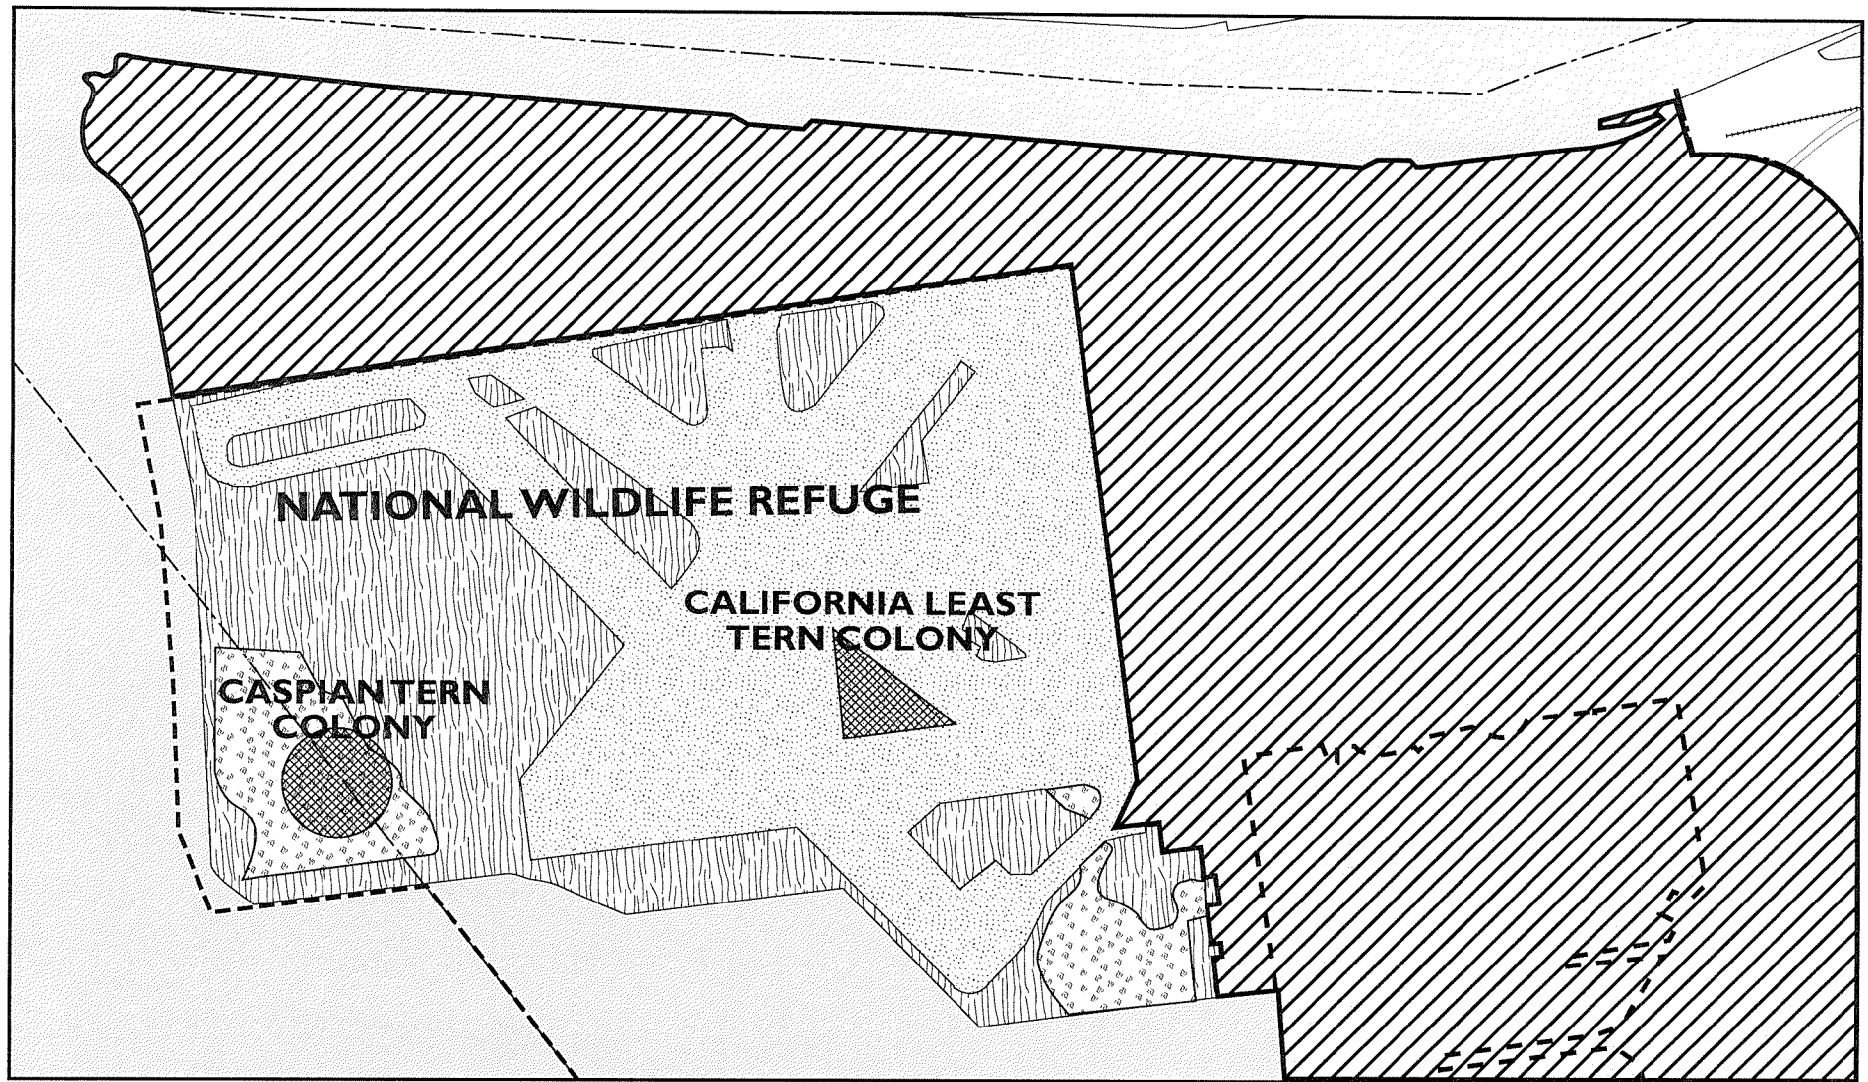 NATIONAL WILDLIFE REFUGE
CALIFORNIA LEAST
TERN COLONY
CASPIAN TERN
COLONY